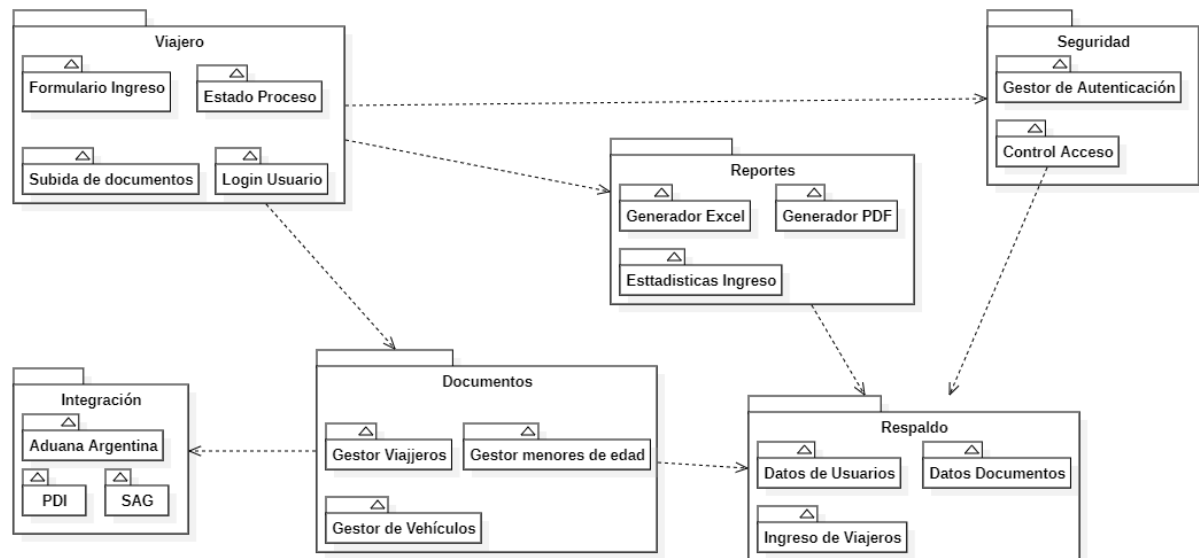 Viajero
Formulario Ingreso
Estado Proceso
Subida de documentos
Login Usuario
Seguridad
Gestor de Autenticación
Control Acceso
Reportes
Generador Excel
Generador PDF
Esttadisticas Ingreso
Integración
Aduana Argentina
PDI
SAG
Documentos
Gestor Viajjeros
Gestor menores de edad
Gestor de Vehículos
Respaldo
Datos de Usuarios
Datos Documentos
Ingreso de Viajeros